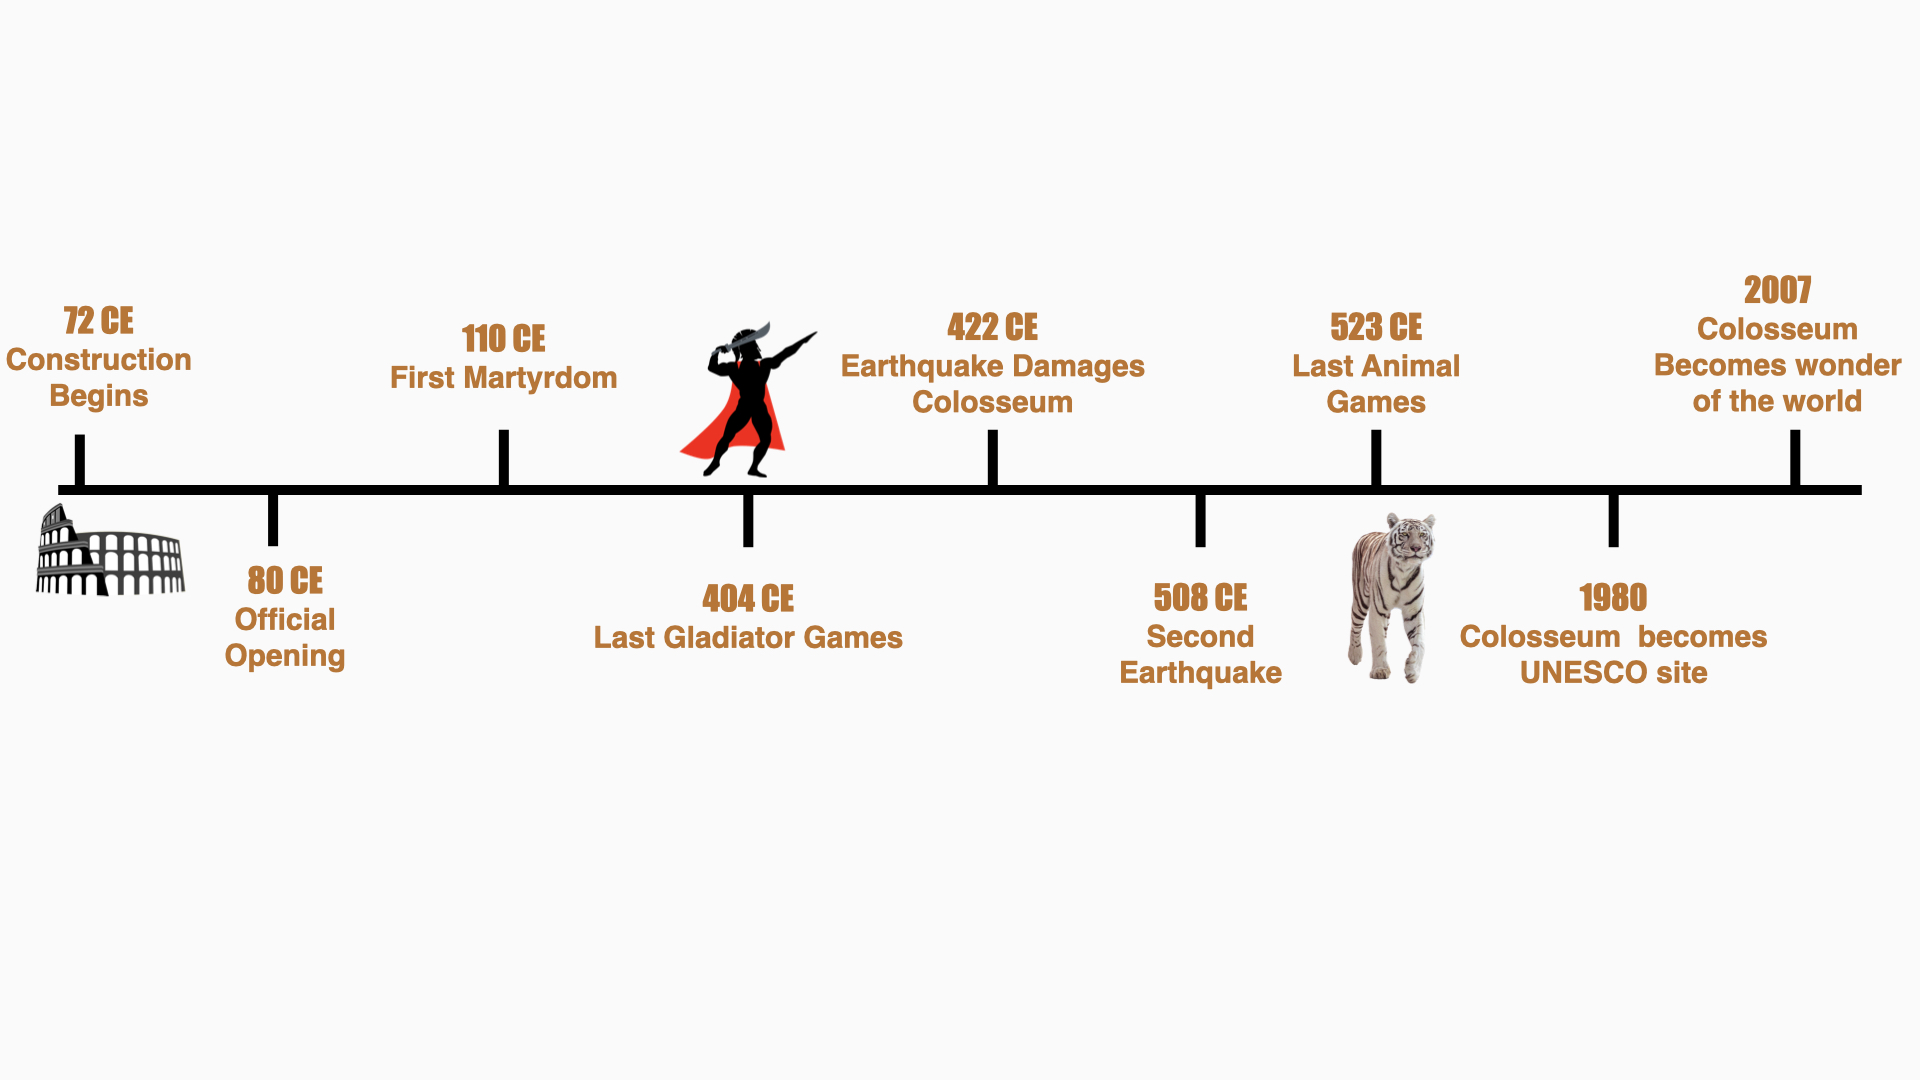 72 CE
Construction
Begins
80 CE
Official
Opening
110 CE
First Martyrdom
404 CE
Last Gladiator Games
422 CE
Earthquake Damages
Colosseum
508 CE
Second
Earthquake
523 CE
Last Animal
Games
1980
Colosseum  becomes
UNESCO site
2007
Colosseum
Becomes wonder
of the world